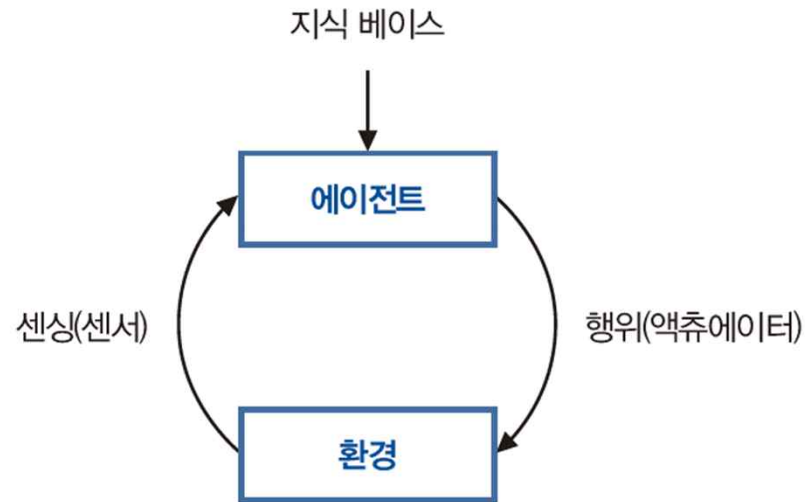 지식 베이스
에이전트
센싱(센서)
행위(액츄에이터)
환경